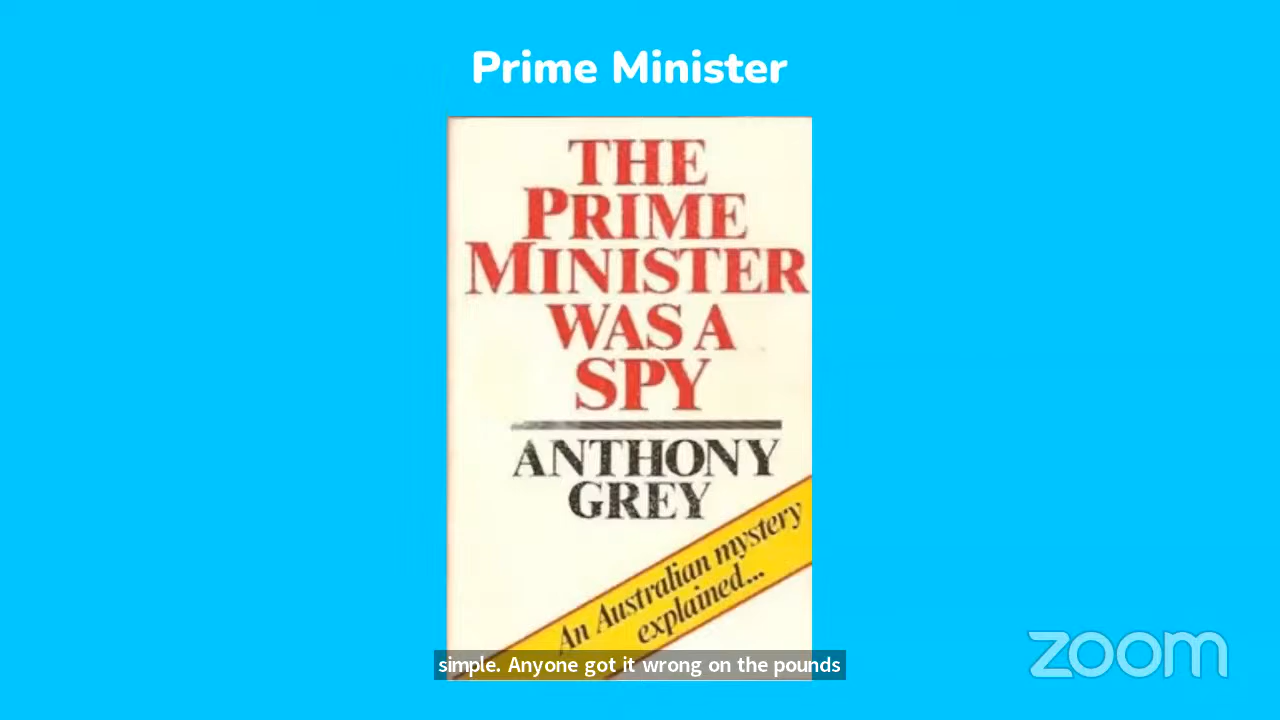 Prime Minister
THE
PRIME
MINISTER
WAS A
SPY
ANTHONY
GREY
An Australian mystery
explained...
simple. Anyone got it wrong on the pounds
zoom